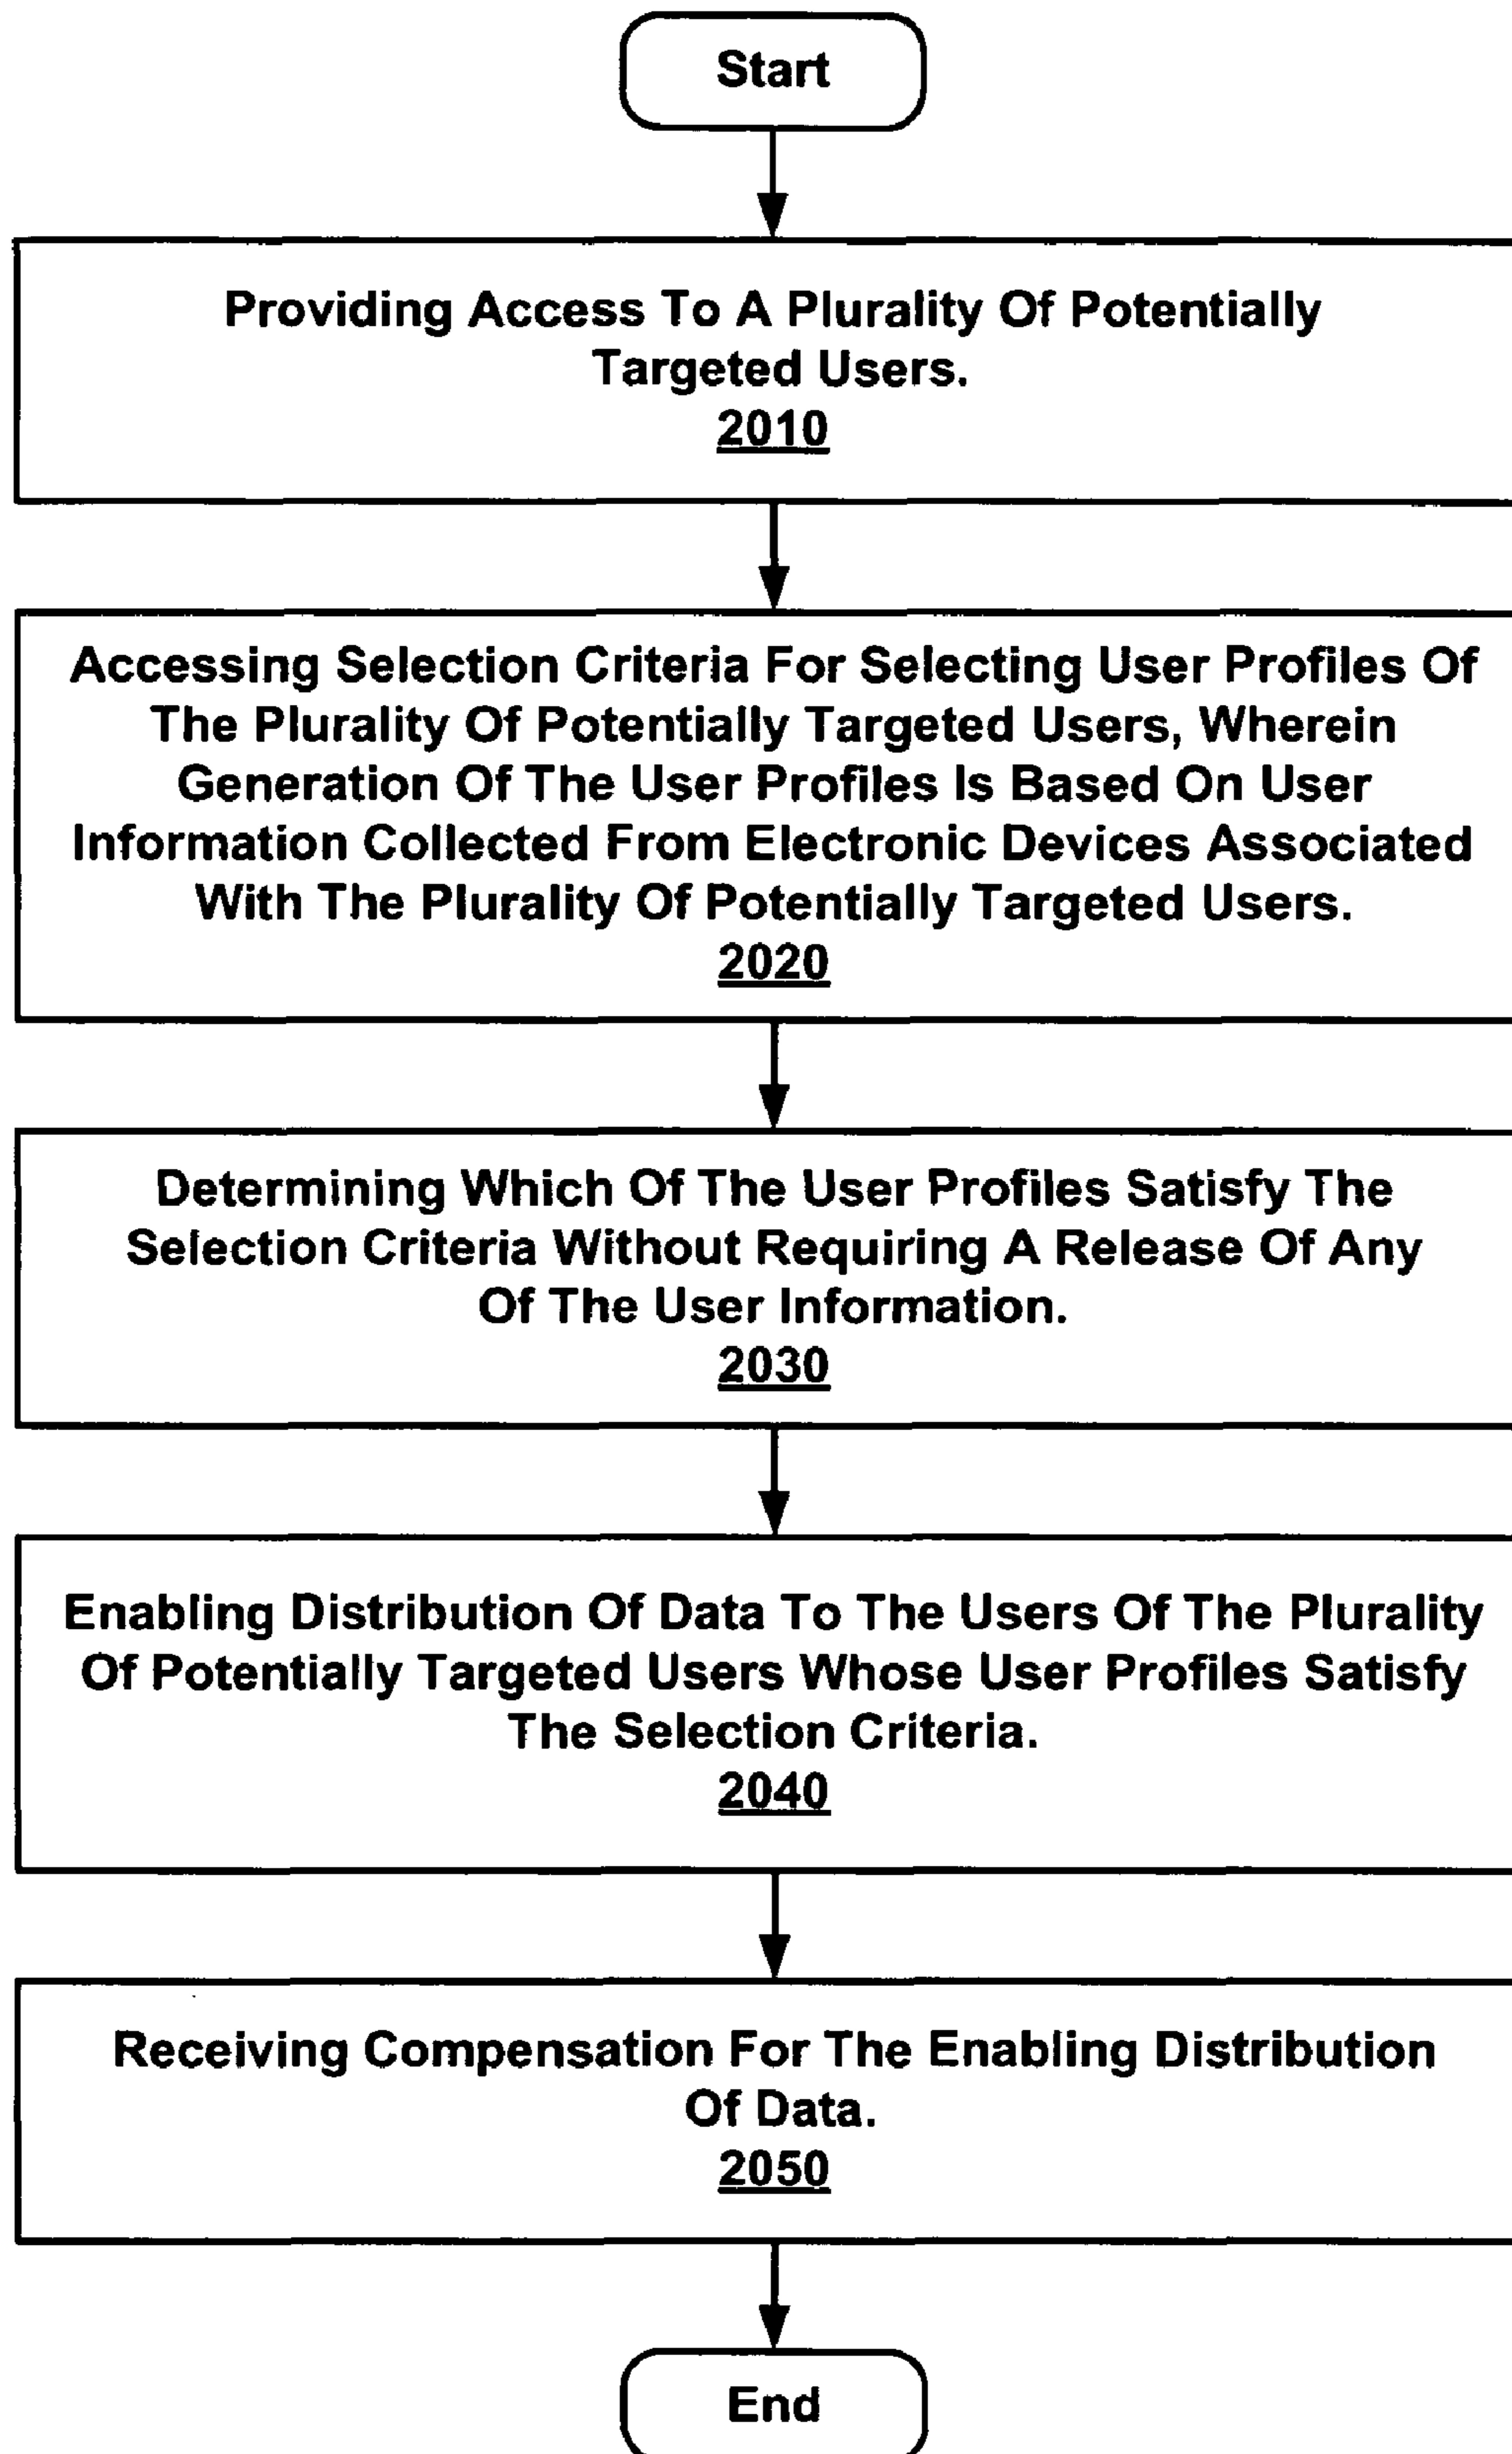 Start
Providing Access To A Plurality Of Potentially
Targeted Users.
2010
Accessing Selection Criteria For Selecting User Profiles Of
The Plurality Of Potentially Targeted Users, Wherein
Generation Of The User Profiles Is Based On User
Information Collected From Electronic Devices Associated
With The Plurality Of Potentially Targeted Users.
2020
Determining Which Of The User Profiles Satisfy The
Selection Criteria Without Requiring A Release Of Any
Of The User Information.
2030
Enabling Distribution Of Data To The Users Of The Plurality
Of Potentially Targeted Users Whose User Profiles Satisfy
The Selection Criteria.
2040
Receiving Compensation For The Enabling Distribution
Of Data.
2050
End